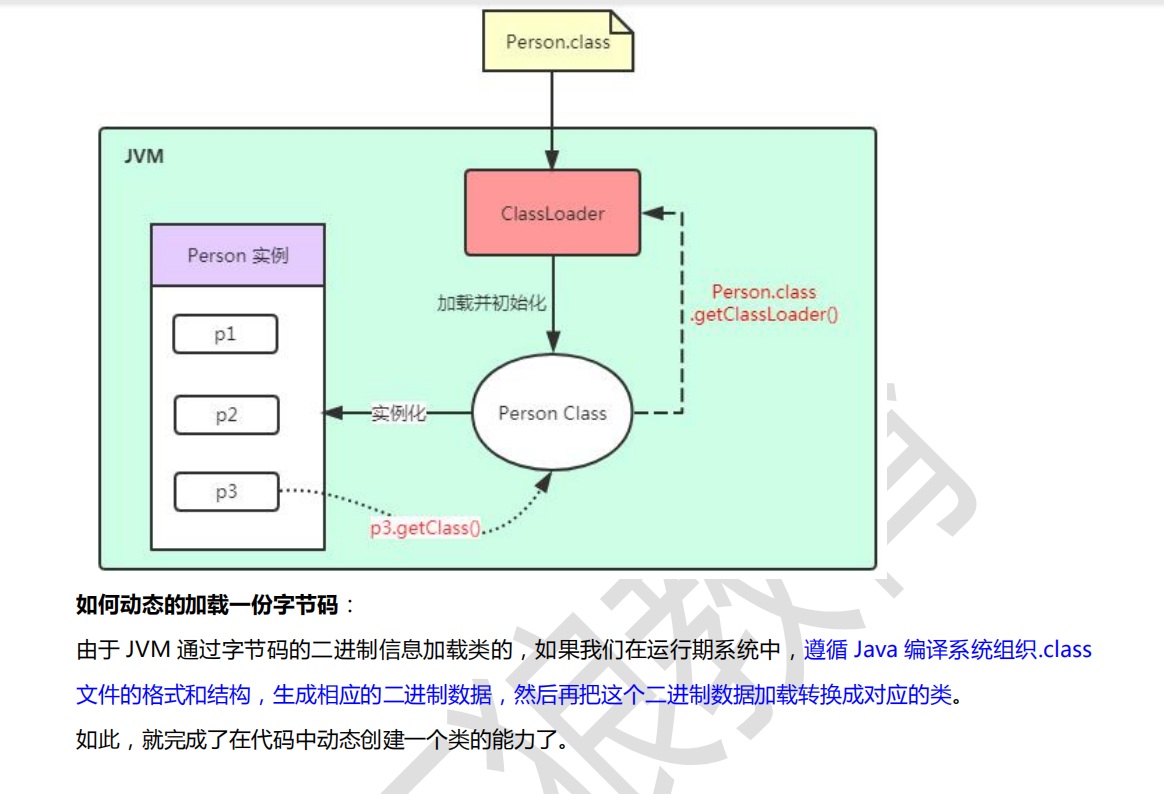 Person.class
JVM
ClassLoader
Person 实例
加载并初始化
Person.class
.getClassLoader()
p1
p2
实例化
Person Class
p3
p3.getClass()
如何动态的加载一份字节码：
由于 JVM 通过字节码的二进制信息加载类的，如果我们在运行期系统中，遵循 Java 编译系统组织.class
文件的格式和结构，生成相应的二进制数据，然后再把这个二进制数据加载转换成对应的类。
如此，就完成了在代码中动态创建一个类的能力了。